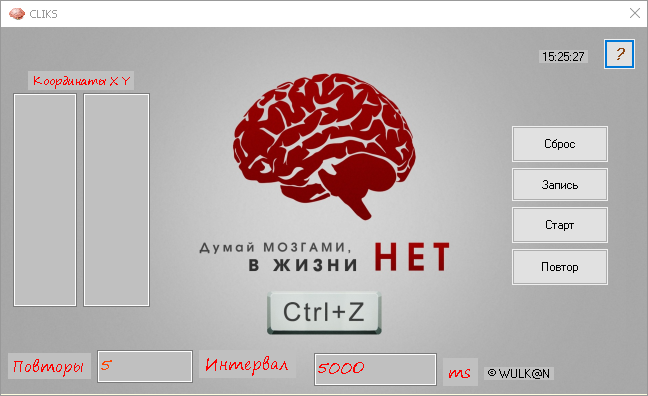 CLIKS
15:25:27
?
Координаты X Y
Сброс
Запись
Старт
Повтор
Думай МОЗГАМИ,
В ЖИЗНИ НЕТ
Ctrl+Z
Повторы 5 Интервал 5000 ms © WULK@N